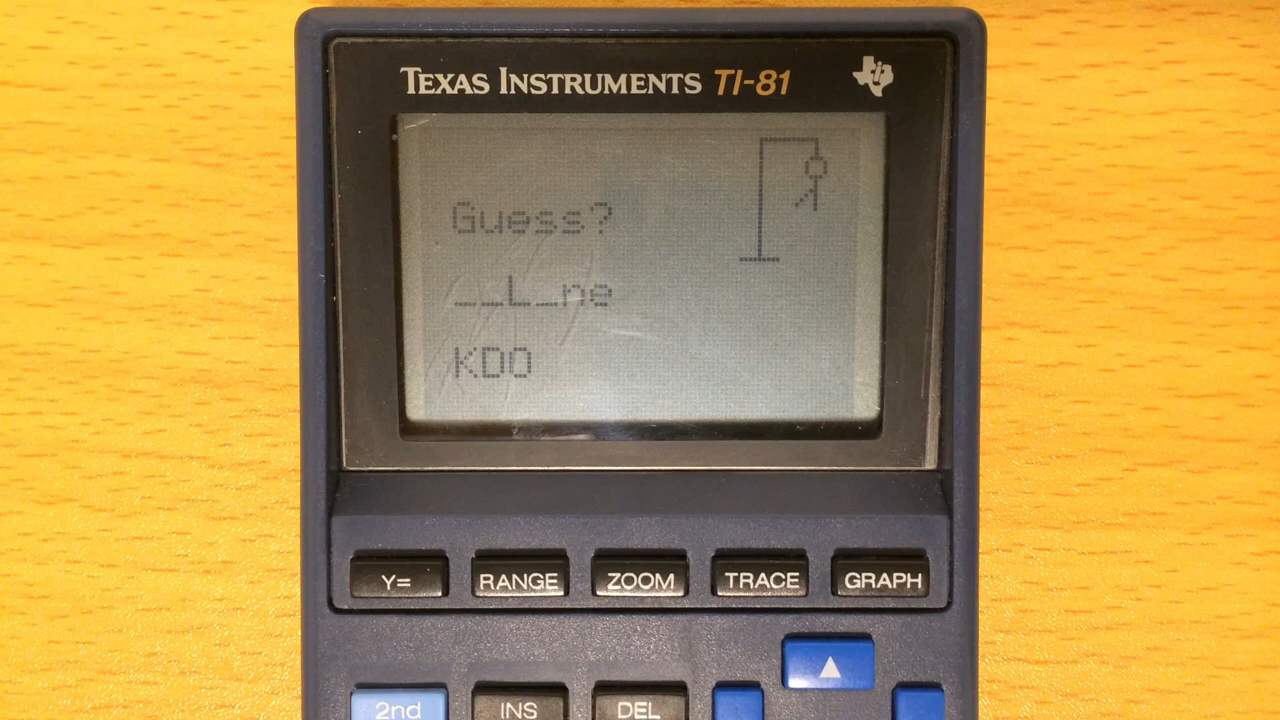 TEXAS INSTRUMENTS TI-81
Guess?
__L_ne
KDO
Y= RANGE ZOOM TRACE GRAPH
2nd INS DEL